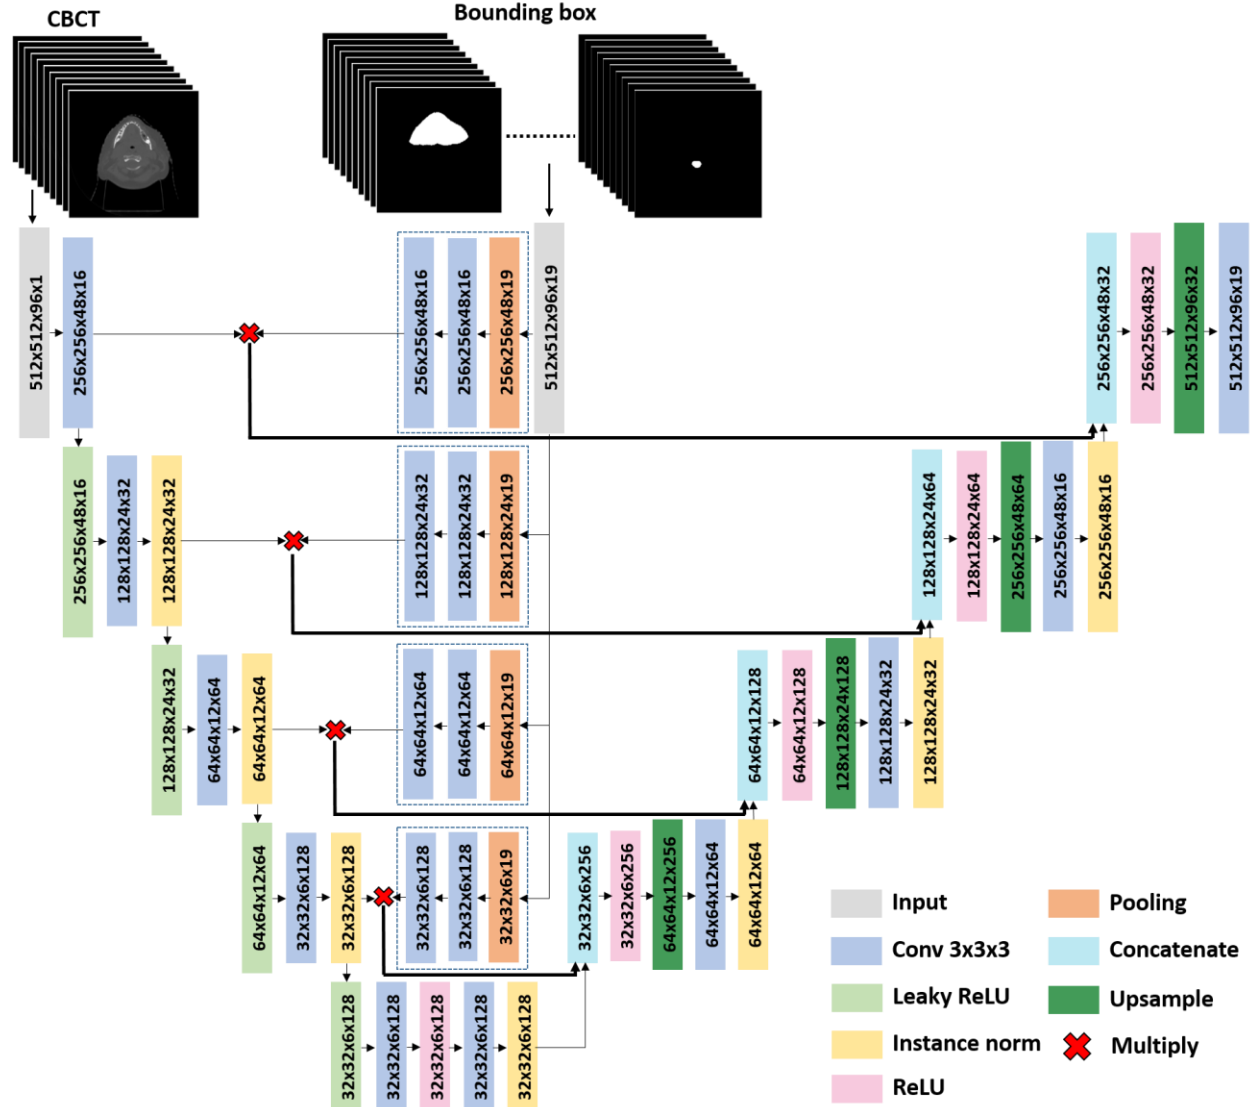 CBCT
Bounding box
512x512x96x1
256x256x48x16
256x256x48x16
256x256x48x16
256x256x48x19
512x512x96x19
256x256x48x32
256x256x48x32
512x512x96x32
512x512x96x19
256x256x48x16
128x128x24x32
128x128x24x32
128x128x24x32
128x128x24x32
128x128x24x19
128x128x24x64
128x128x24x64
256x256x48x64
256x256x48x16
256x256x48x16
128x128x24x32
64x64x12x64
64x64x12x64
64x64x12x64
64x64x12x64
64x64x12x19
64x64x12x128
64x64x12x128
128x128x24x128
128x128x24x32
128x128x24x32
64x64x12x64
32x32x6x128
32x32x6x128
32x32x6x128
32x32x6x128
32x32x6x19
32x32x6x256
32x32x6x256
64x64x12x256
64x64x12x64
64x64x12x64
32x32x6x128
32x32x6x128
32x32x6x128
32x32x6x128
32x32x6x128
Input
Conv 3x3x3
Leaky ReLU
Instance norm
ReLU
Pooling
Concatenate
Upsample
Multiply